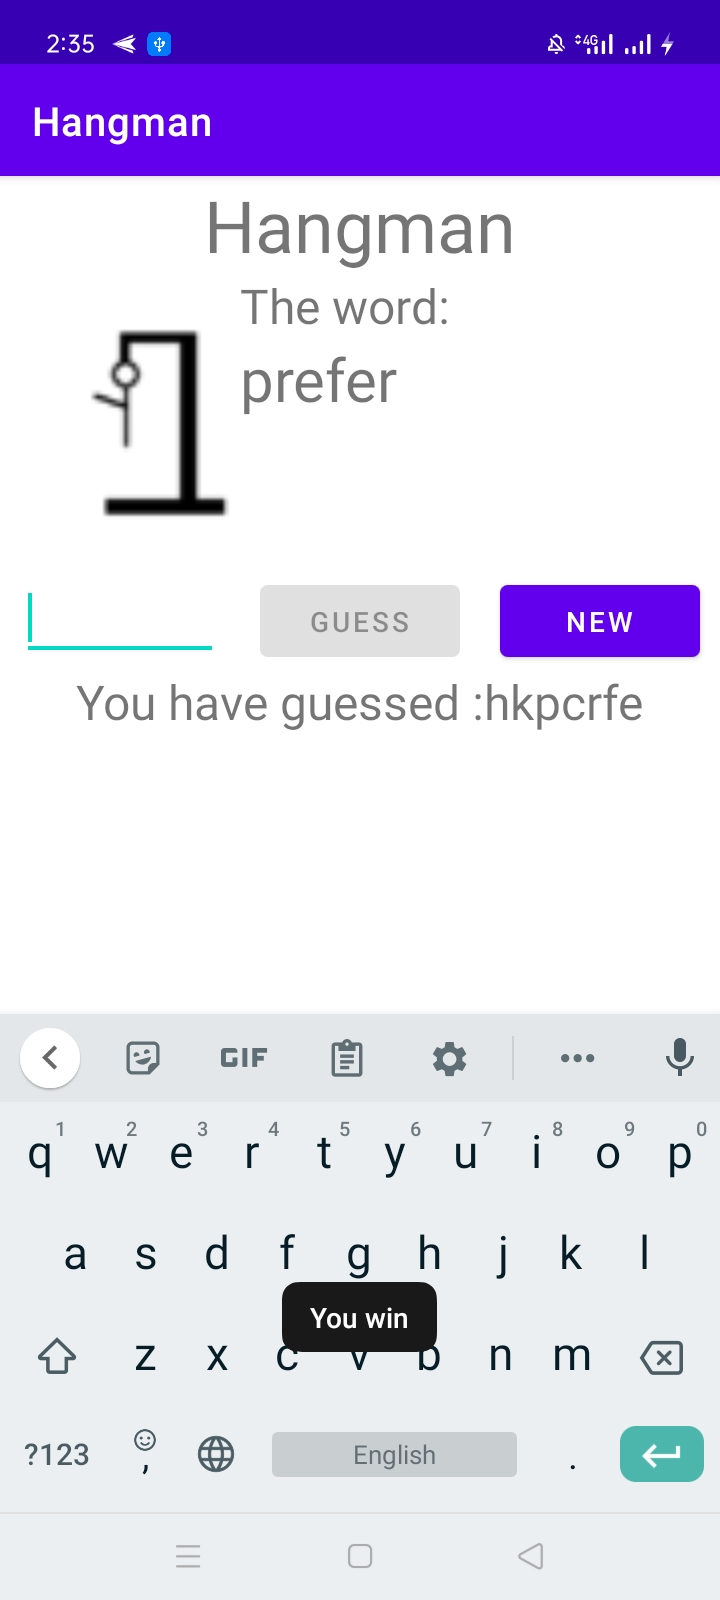 2:35 4G
Hangman
Hangman
The word:
prefer
GUESS NEW
You have guessed :hkpcrfe
GIF
1 2 3 4 5 6 7 8 9 0
q w e r t y u i o p
a s d f g h j k l
You win
z x c v b n m
?123 , English .